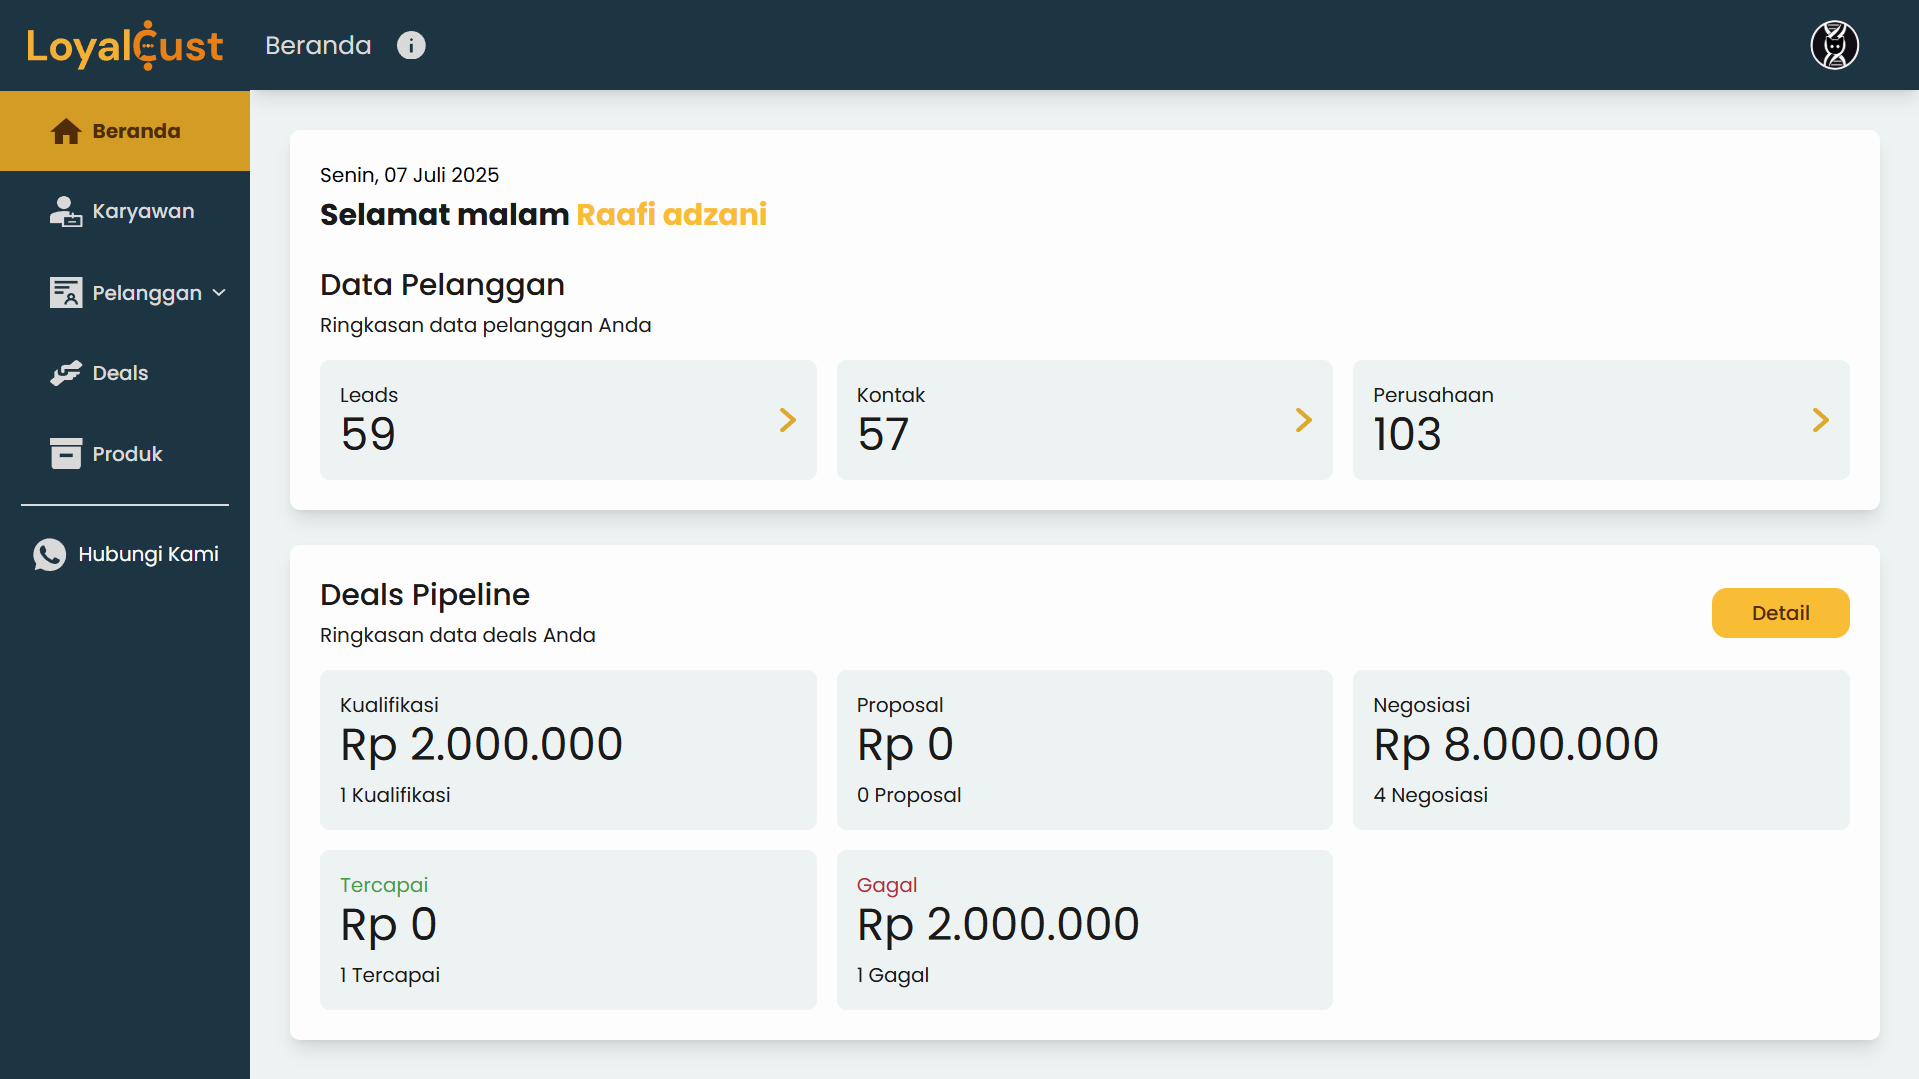 LoyalCust
Beranda
Beranda
Karyawan
Pelanggan
Deals
Produk
Hubungi Kami
Senin, 07 Juli 2025
Selamat malam Raafi adzani
Data Pelanggan
Ringkasan data pelanggan Anda
Leads
59
Kontak
57
Perusahaan
103
Deals Pipeline
Ringkasan data deals Anda
Detail
Kualifikasi
Rp 2.000.000
1 Kualifikasi
Proposal
Rp 0
0 Proposal
Negosiasi
Rp 8.000.000
4 Negosiasi
Tercapai
Rp 0
1 Tercapai
Gagal
Rp 2.000.000
1 Gagal